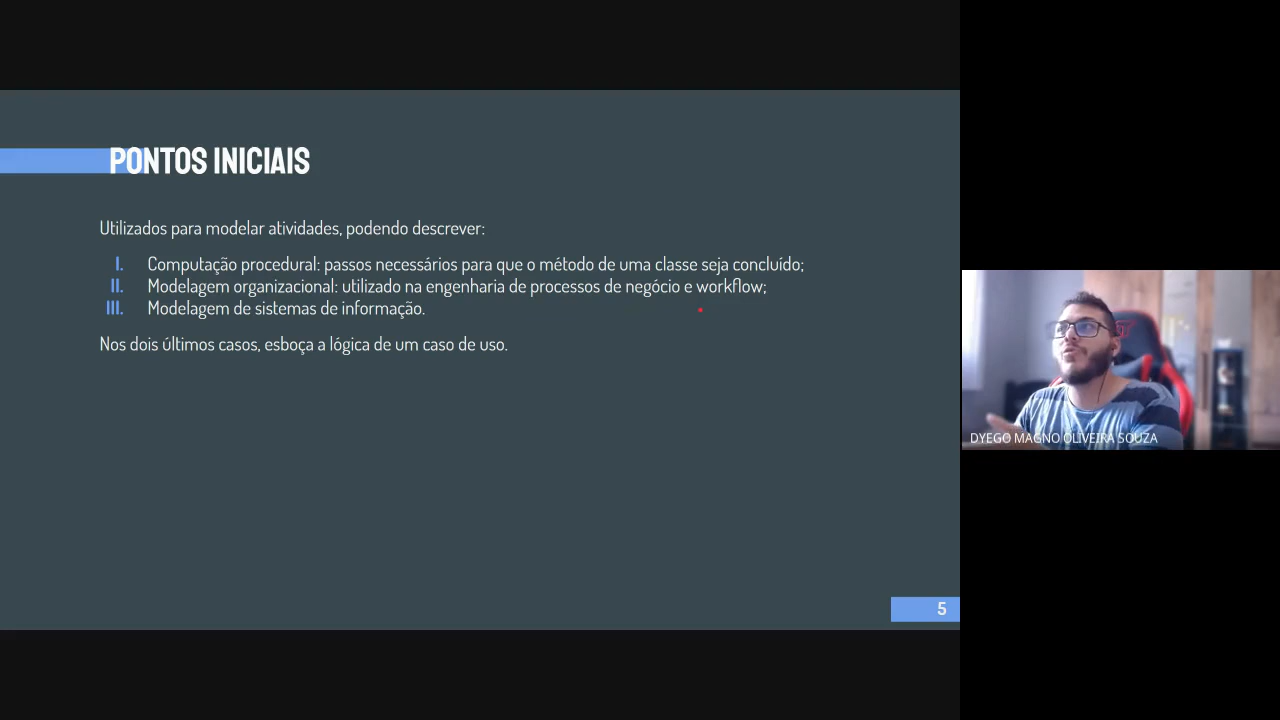 PONTOS INICIAIS
Utilizados para modelar atividades, podendo descrever:
I. Computação procedural: passos necessários para que o método de uma classe seja concluído;
II. Modelagem organizacional: utilizado na engenharia de processos de negócio e workflow;
III. Modelagem de sistemas de informação.
Nos dois últimos casos, esboça a lógica de um caso de uso.
5
DYEGO MAGNO OLIVEIRA SOUZA